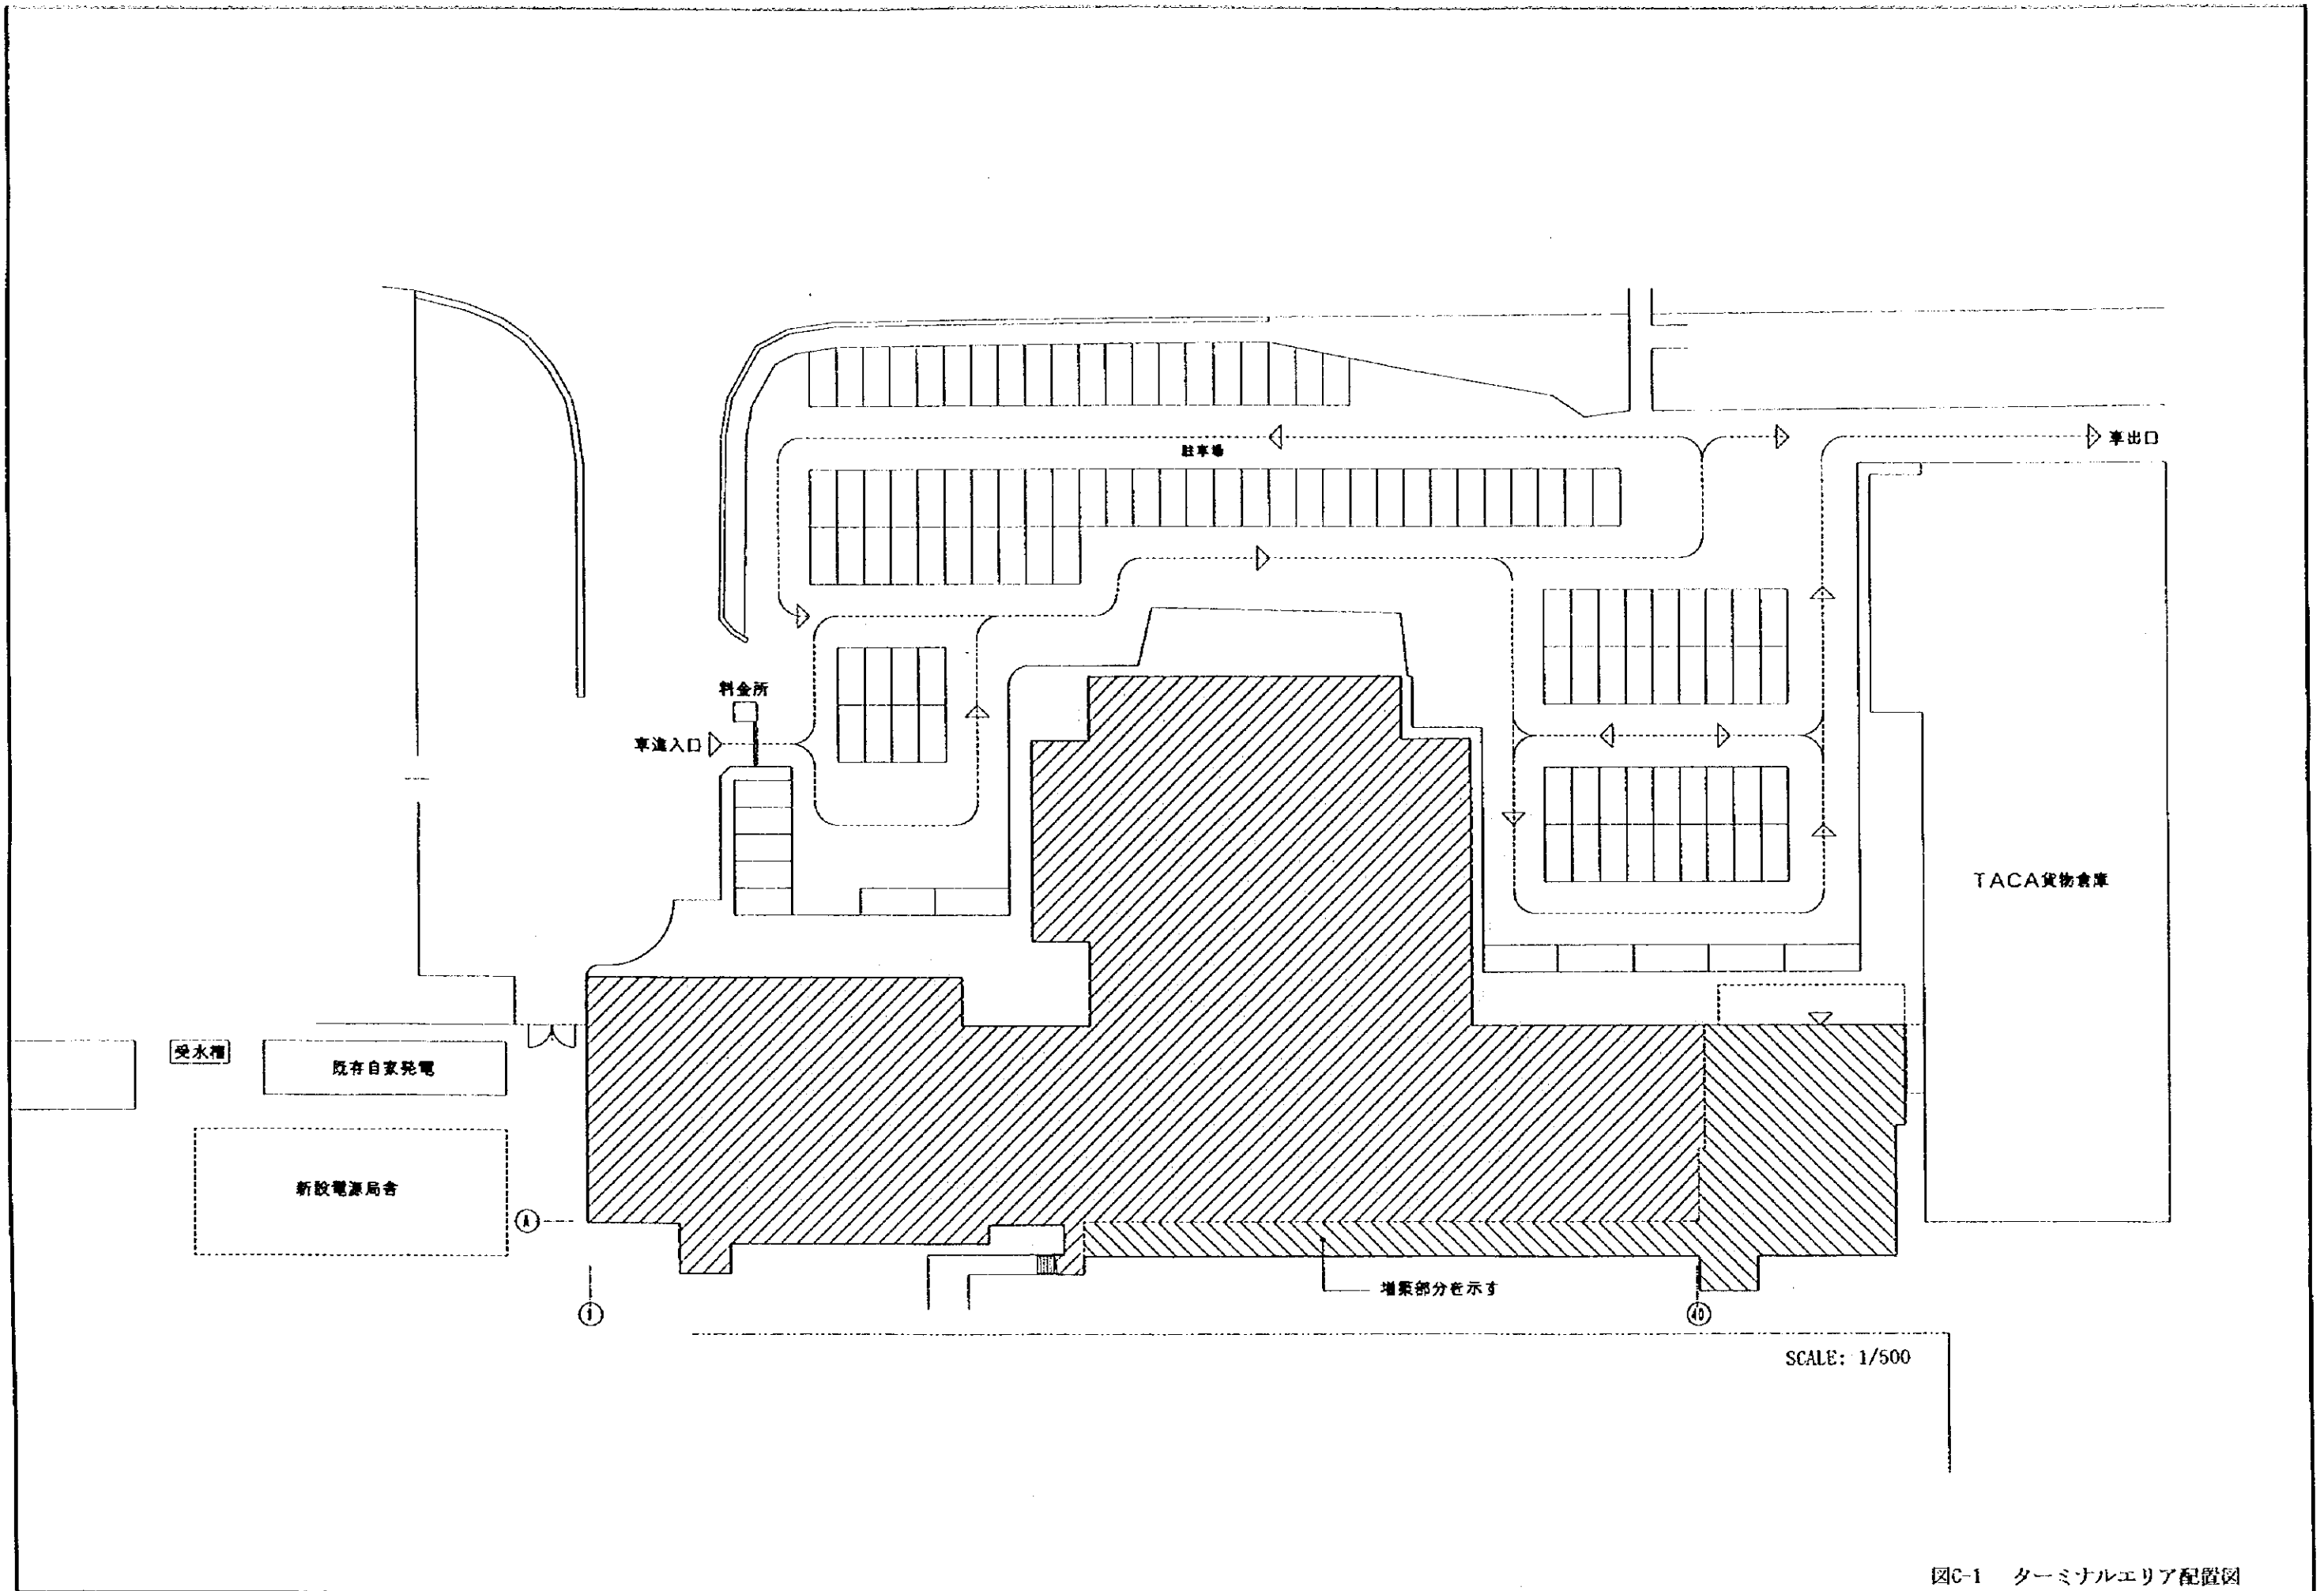 車出口
駐車場
料金所
車進入口
TACA貨物倉庫
受水槽
既存自家発電
新設電源局舎
A
増築部分を示す
1
40
SCALE: 1/500
図C-1 ターミナルエリア配置図